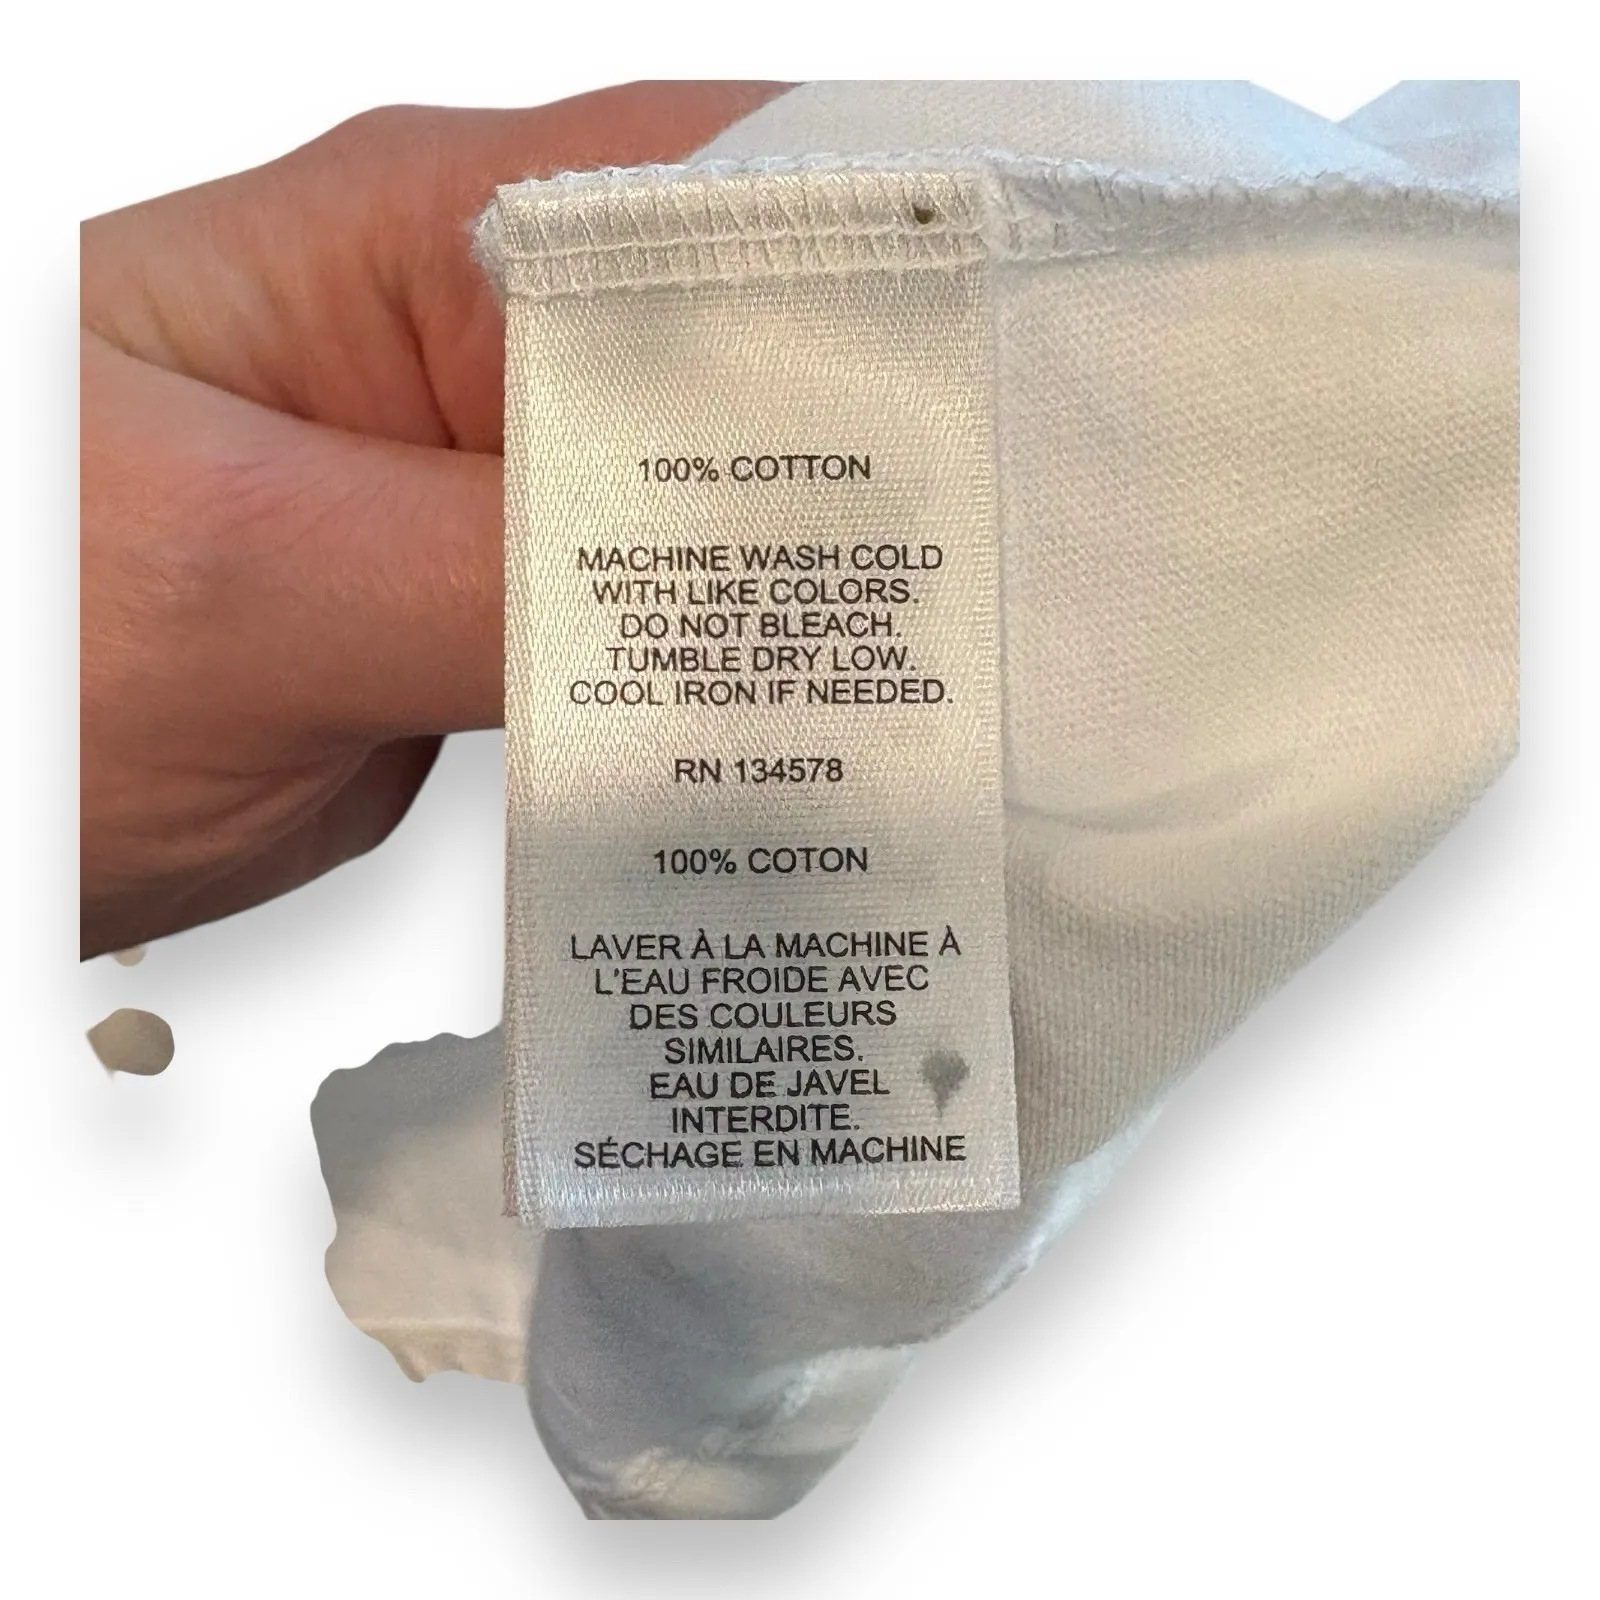 100% COTTON
MACHINE WASH COLD
WITH LIKE COLORS.
DO NOT BLEACH.
TUMBLE DRY LOW.
COOL IRON IF NEEDED.
RN 134578
100% COTON
LAVER À LA MACHINE À
L'EAU FROIDE AVEC
DES COULEURS
SIMILAIRES.
EAU DE JAVEL
INTERDITE.
SÉCHAGE EN MACHINE